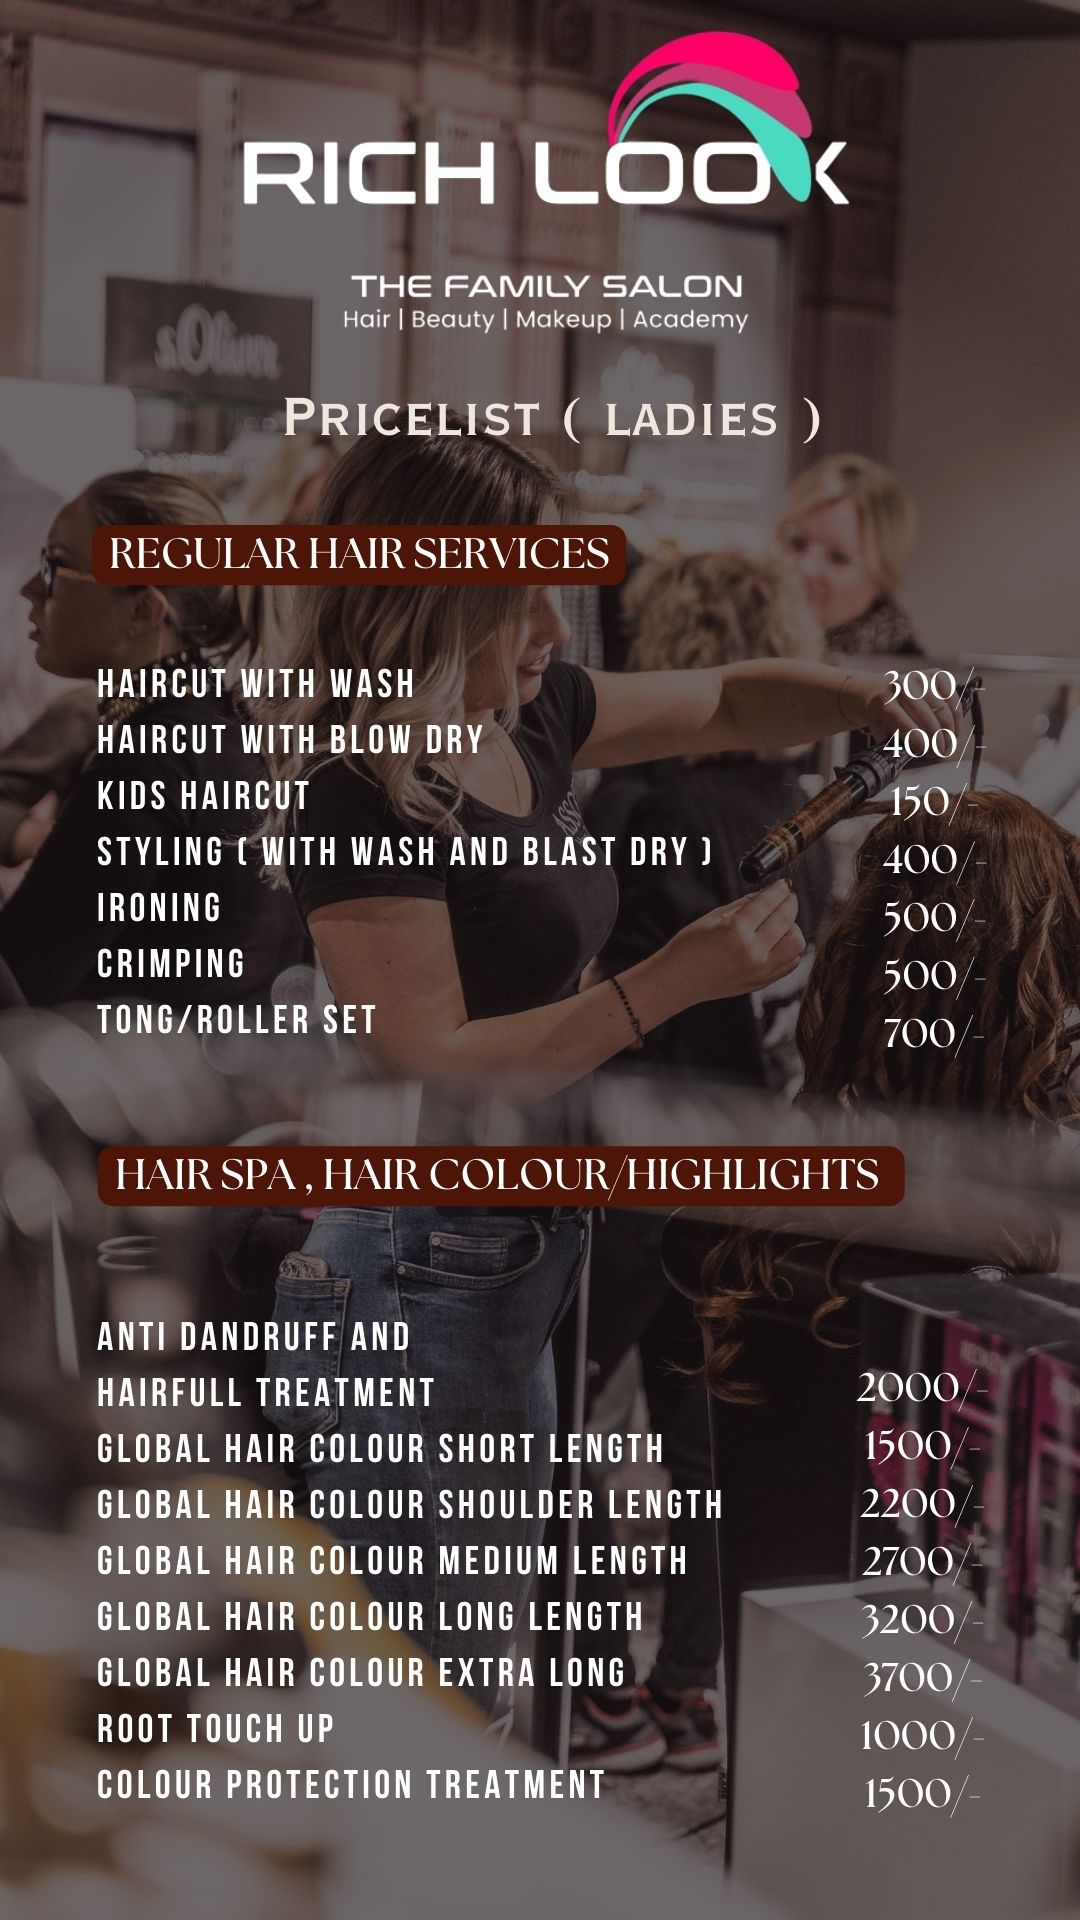 RICH LOOK
THE FAMILY SALON
Hair | Beauty | Makeup | Academy
PRICELIST ( LADIES )
s.Oliver
REGULAR HAIR SERVICES
HAIRCUT WITH WASH 300/-
HAIRCUT WITH BLOW DRY 400/-
KIDS HAIRCUT 150/-
STYLING ( WITH WASH AND BLAST DRY ) 400/-
IRONING 500/-
CRIMPING 500/-
TONG/ROLLER SET 700/-
HAIR SPA , HAIR COLOUR/HIGHLIGHTS
ANTI DANDRUFF AND
HAIRFULL TREATMENT 2000/-
GLOBAL HAIR COLOUR SHORT LENGTH 1500/-
GLOBAL HAIR COLOUR SHOULDER LENGTH 2200/-
GLOBAL HAIR COLOUR MEDIUM LENGTH 2700/-
GLOBAL HAIR COLOUR LONG LENGTH 3200/-
GLOBAL HAIR COLOUR EXTRA LONG 3700/-
ROOT TOUCH UP 1000/-
COLOUR PROTECTION TREATMENT 1500/-